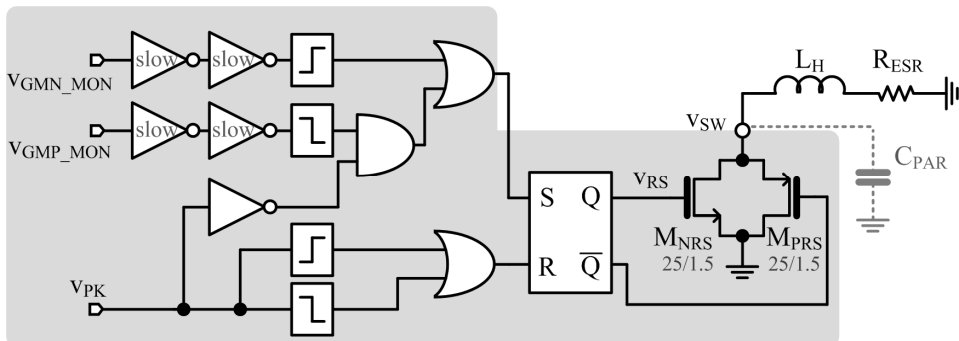 slow slow
vGMN_MON
slow slow
vGMP_MON
vPK
S Q
R Q
vRS
vSW
LH RESR
CPAR
MNRS MPRS
25/1.5 25/1.5